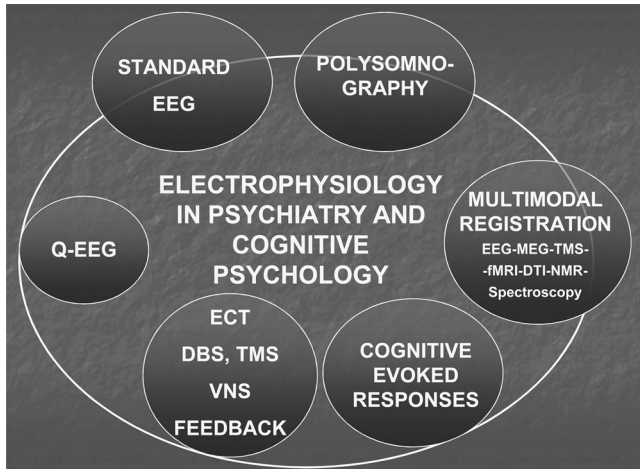 STANDARD
EEG
POLYSOMNO-
GRAPHY
ELECTROPHYSIOLOGY
IN PSYCHIATRY AND
COGNITIVE
PSYCHOLOGY
MULTIMODAL
REGISTRATION
EEG-MEG-TMS-
-fMRI-DTI-NMR-
Spectroscopy
Q-EEG
ECT
DBS, TMS
VNS
FEEDBACK
COGNITIVE
EVOKED
RESPONSES